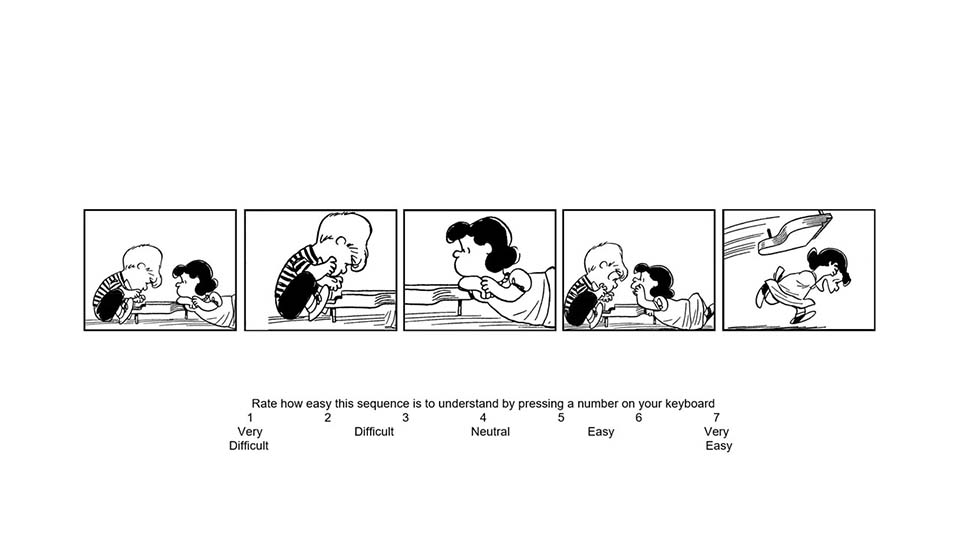 Rate how easy this sequence is to understand by pressing a number on your keyboard
1 2 3 4 5 6 7
Very Difficult Neutral Easy Very
Difficult Easy